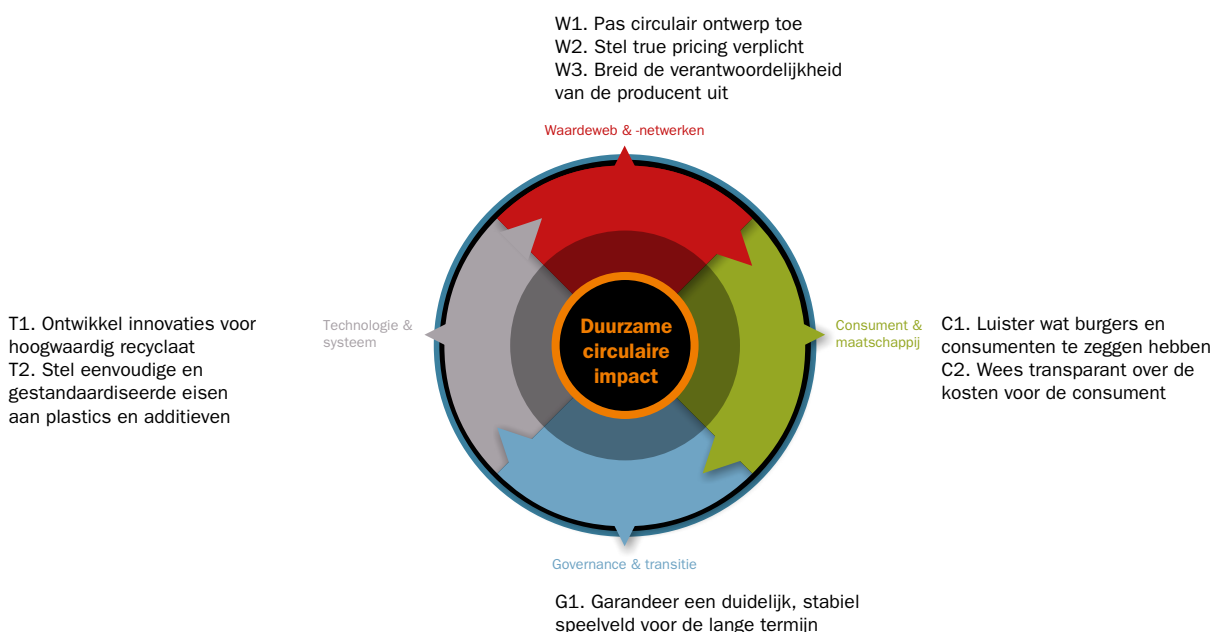 W1. Pas circulair ontwerp toe
W2. Stel true pricing verplicht
W3. Breid de verantwoordelijkheid
van de producent uit
Waardeweb & -netwerken
T1. Ontwikkel innovaties voor
hoogwaardig recyclaat
T2. Stel eenvoudige en
gestandaardiseerde eisen
aan plastics en additieven
Technologie &
systeem
Duurzame
circulaire
impact
Consument &
maatschappij
C1. Luister wat burgers en
consumenten te zeggen hebben
C2. Wees transparant over de
kosten voor de consument
Governance & transitie
G1. Garandeer een duidelijk, stabiel
speelveld voor de lange termijn